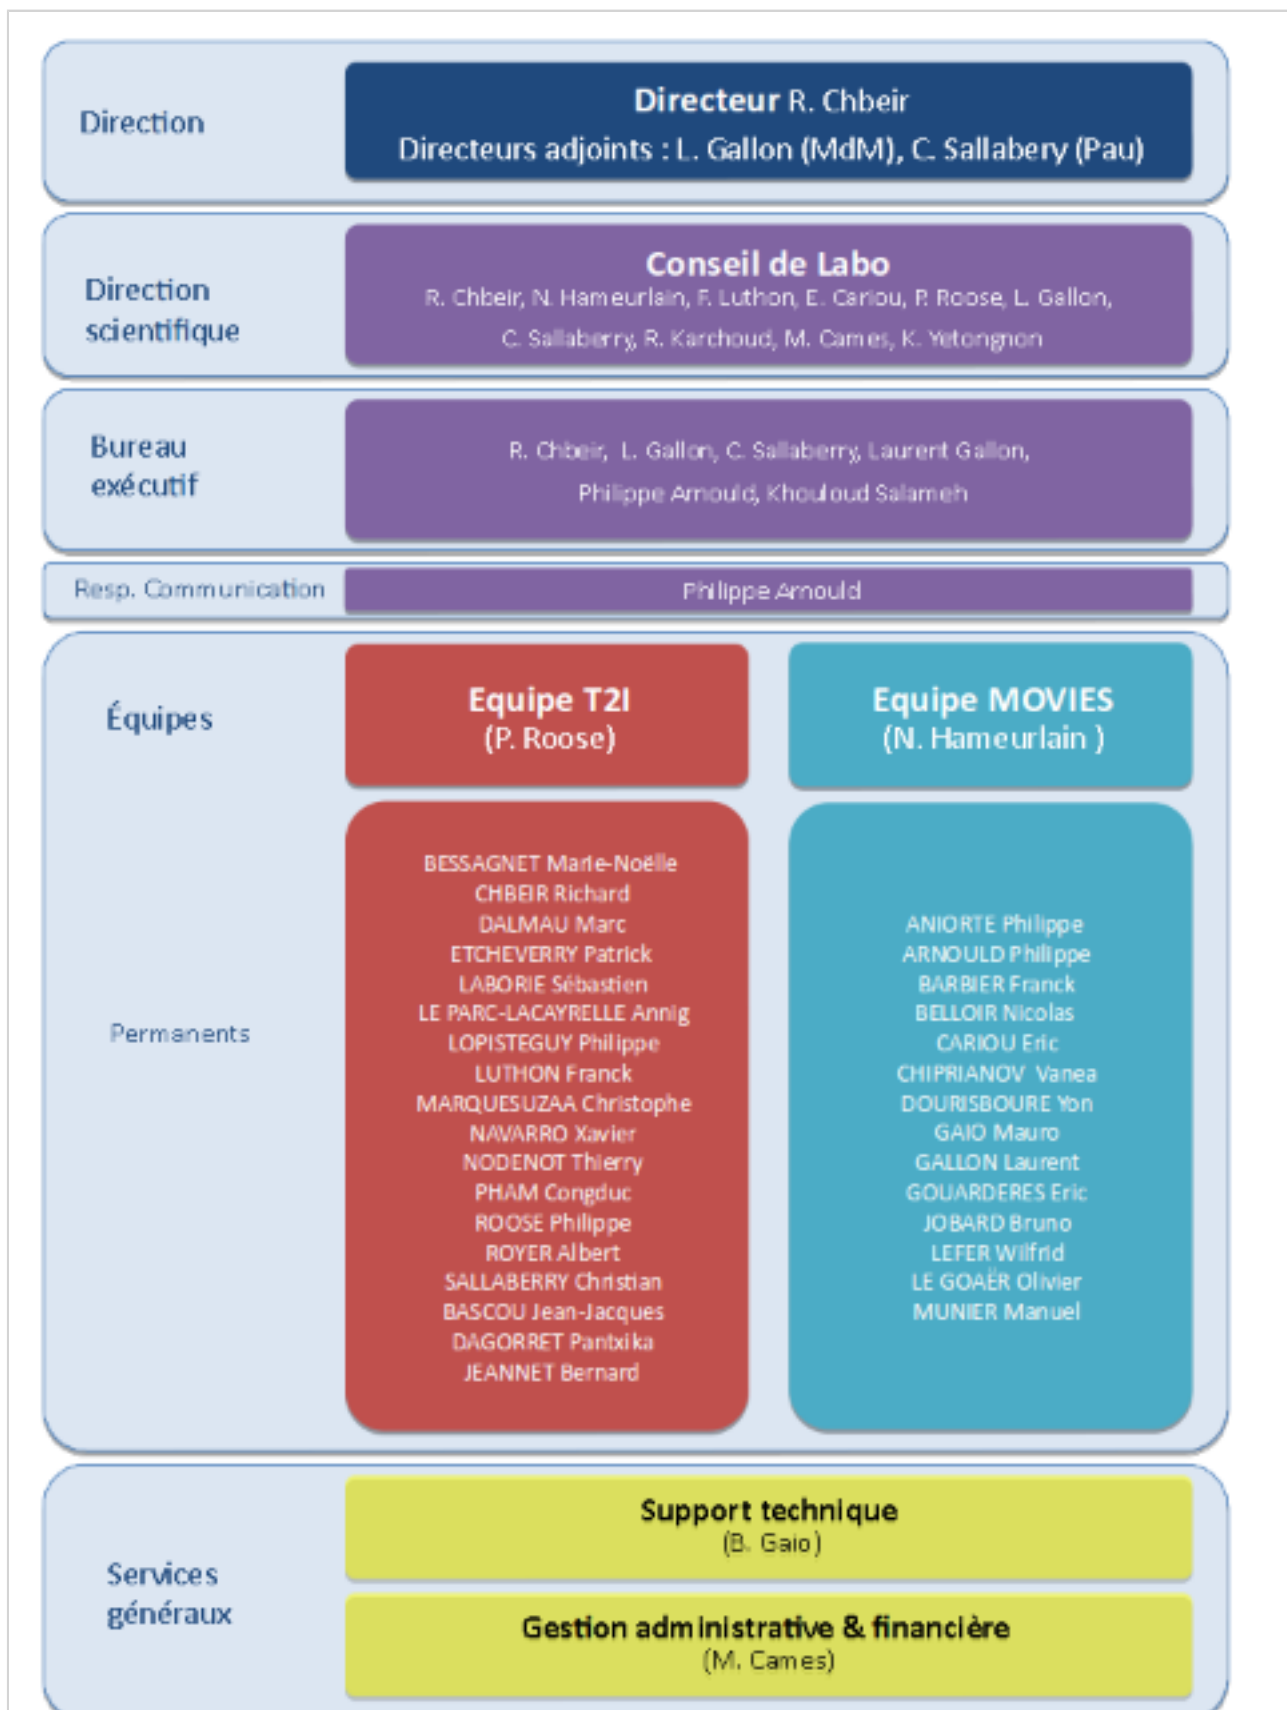 Direction
Directeur R. Chbeir
Directeurs adjoints : L. Gallon (MdM), C. Sallabery (Pau)
Direction
scientifique
Conseil de Labo
R. Chbeir, N. Hameurlain, F. Luthon, E. Cariou, P. Roose, L. Gallon,
C. Sallaberry, R. Karchoud, M. Cames, K. Yetongnon
Bureau
exécutif
R. Chbeir, L. Gallon, C. Sallaberry, Laurent Gallon,
Philippe Arnould, Khouloud Salameh
Resp. Communication
Philippe Arnould
Équipes
Equipe T2I
(P. Roose)
Equipe MOVIES
(N. Hameurlain )
Permanents
BESSAGNET Marie-Noëlle
CHBEIR Richard
DALMAU Marc
ETCHEVERRY Patrick
LABORIE Sébastien
LE PARC-LACAYRELLE Annig
LOPISTEGUY Philippe
LUTHON Franck
MARQUESUZAA Christophe
NAVARRO Xavier
NODENOT Thierry
PHAM Congduc
ROOSE Philippe
ROYER Albert
SALLABERRY Christian
BASCOU Jean-Jacques
DAGORRET Pantxika
JEANNET Bernard
ANIORTE Philippe
ARNOULD Philippe
BARBIER Franck
BELLOIR Nicolas
CARIOU Eric
CHIPRIANOV Vanea
DOURISBOURE Yon
GAIO Mauro
GALLON Laurent
GOUARDERES Eric
JOBARD Bruno
LEFER Wilfrid
LE GOAËR Olivier
MUNIER Manuel
Services
généraux
Support technique
(B. Gaio)
Gestion administrative & financière
(M. Cames)